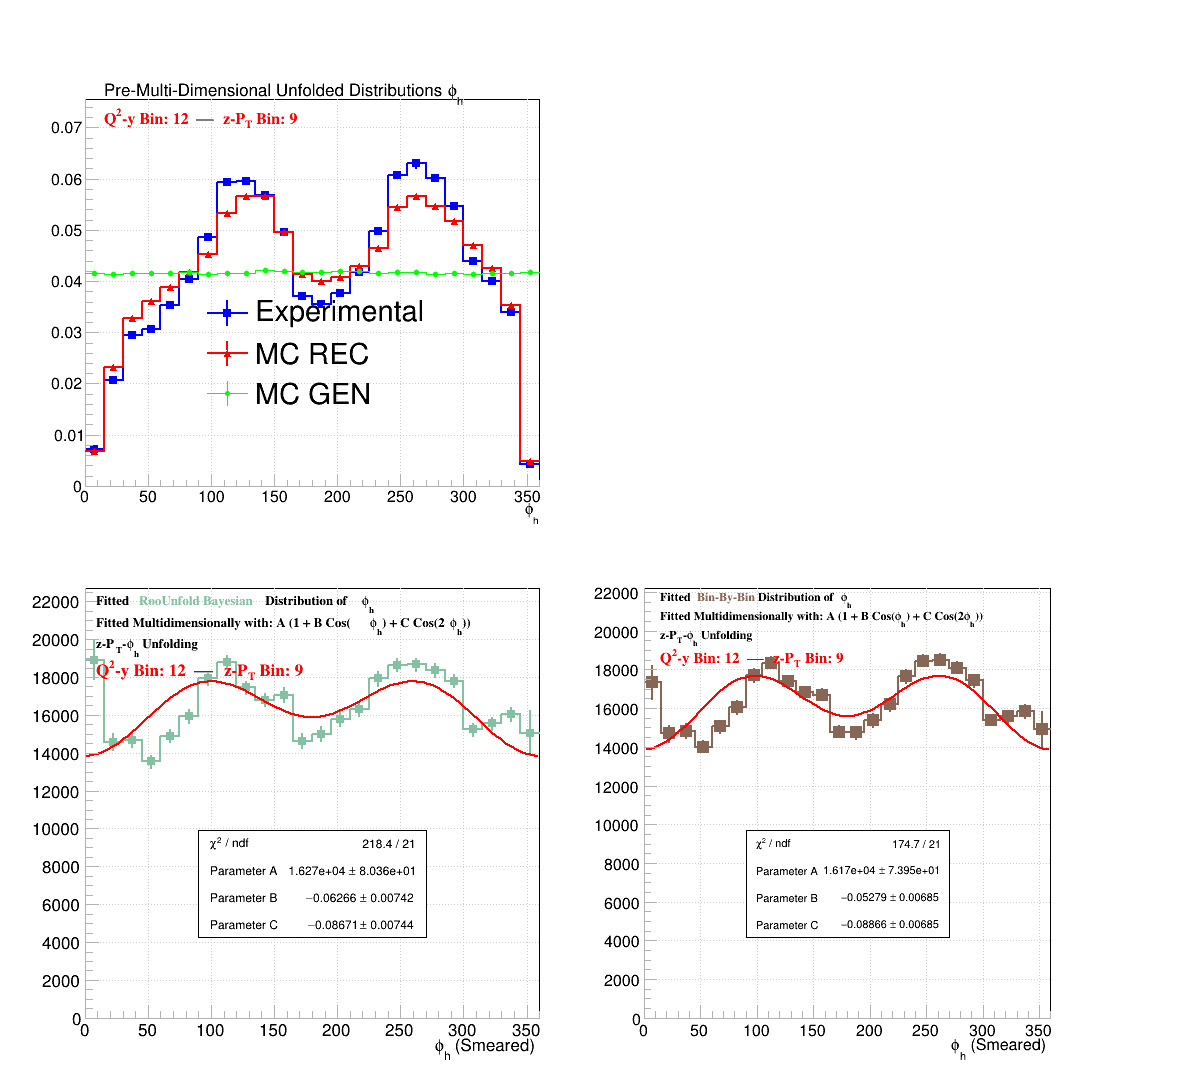 Pre-Multi-Dimensional Unfolded Distributions ϕh
Q²-y Bin: 12 — z-PT Bin: 9
0.07
0.06
0.05
0.04
0.03
0.02
0.01
0
Experimental
MC REC
MC GEN
0 50 100 150 200 250 300 350
ϕh
Fitted RooUnfold Bayesian Distribution of ϕh
Fitted Multidimensionally with: A (1 + B Cos( ϕh) + C Cos(2 ϕh))
z-PT-ϕh Unfolding
Q²-y Bin: 12 — z-PT Bin: 9
22000
20000
18000
16000
14000
12000
10000
8000
6000
4000
2000
0
χ² / ndf 218.4 / 21
Parameter A 1.627e+04 ± 8.036e+01
Parameter B −0.06266 ± 0.00742
Parameter C −0.08671 ± 0.00744
0 50 100 150 200 250 300 350
ϕh (Smeared)
Fitted Bin-By-Bin Distribution of ϕh
Fitted Multidimensionally with: A (1 + B Cos(ϕh) + C Cos(2ϕh))
z-PT-ϕh Unfolding
Q²-y Bin: 12 — z-PT Bin: 9
22000
20000
18000
16000
14000
12000
10000
8000
6000
4000
2000
0
χ² / ndf 174.7 / 21
Parameter A 1.617e+04 ± 7.395e+01
Parameter B −0.05279 ± 0.00685
Parameter C −0.08866 ± 0.00685
0 50 100 150 200 250 300 350
ϕh (Smeared)